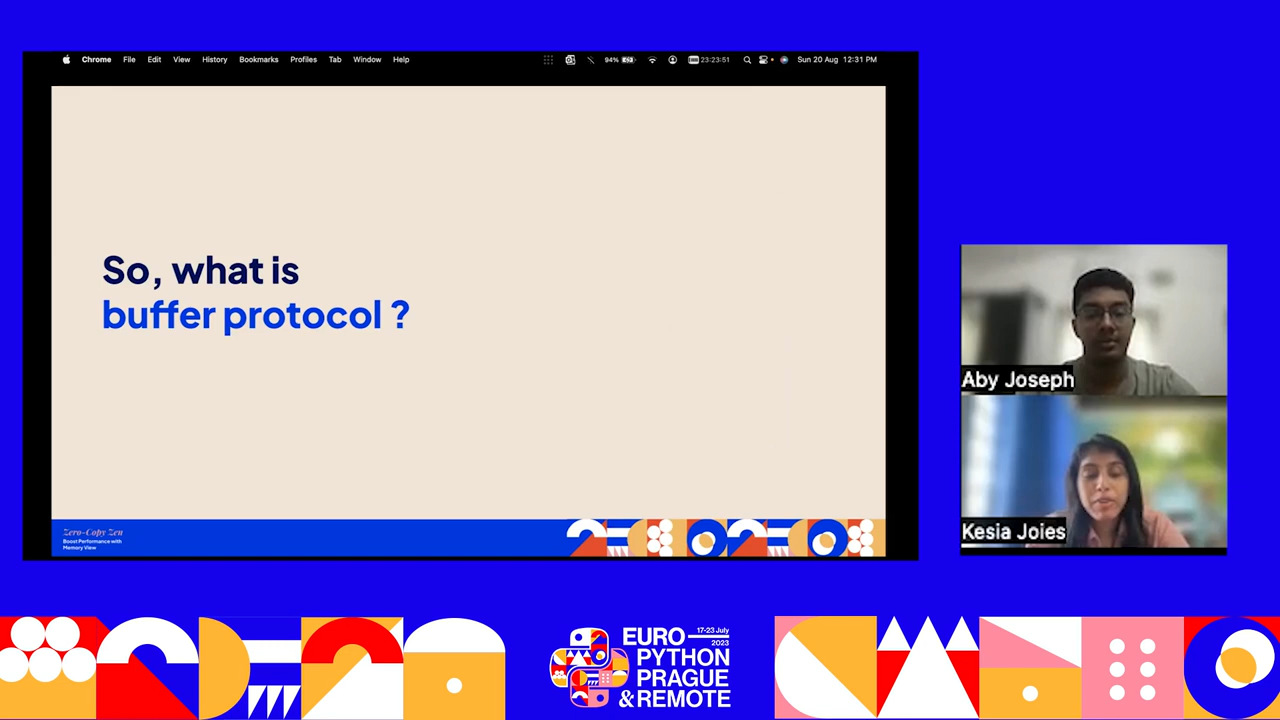 Chrome File Edit View History Bookmarks Profiles Tab Window Help
94% 23:23:51 Sun 20 Aug 12:31 PM
So, what is
buffer protocol ?
Zero-Copy Zen
Boost Performance with
Memory View
Aby Joseph
Kesia Joies
EURO 17-23 July
2023
PYTHON
PRAGUE
& REMOTE